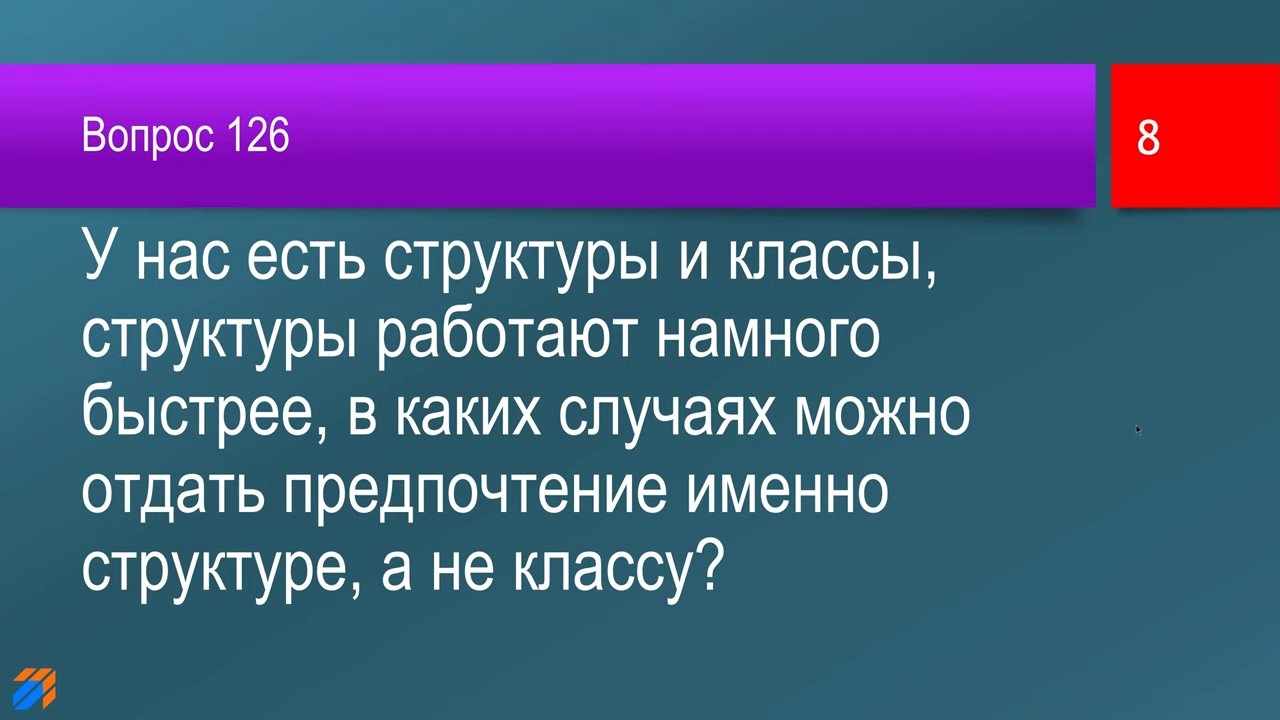 Вопрос 126
8
У нас есть структуры и классы,
структуры работают намного
быстрее, в каких случаях можно
отдать предпочтение именно
структуре, а не классу?